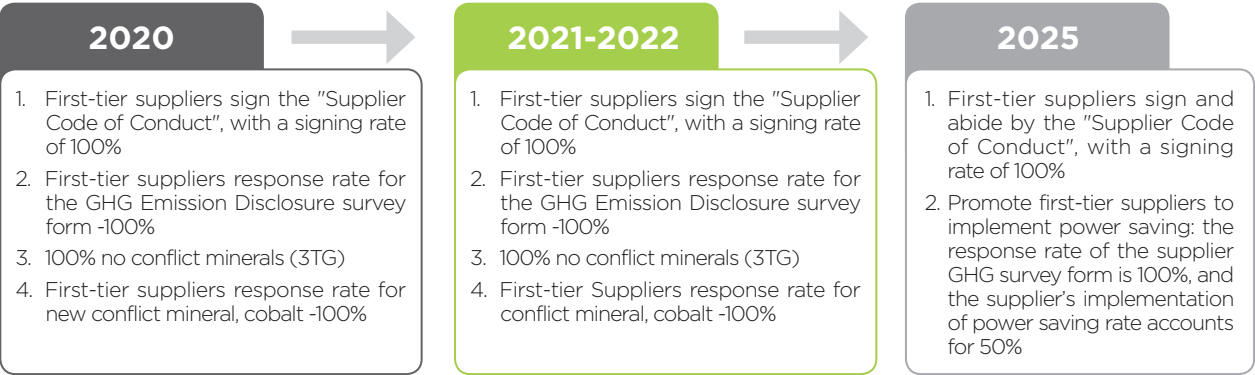 2020
1. First-tier suppliers sign the "Supplier
Code of Conduct", with a signing rate
of 100%
2. First-tier suppliers response rate for
the GHG Emission Disclosure survey
form -100%
3. 100% no conflict minerals (3TG)
4. First-tier suppliers response rate for
new conflict mineral, cobalt -100%
2021-2022
1. First-tier suppliers sign the "Supplier
Code of Conduct", with a signing rate
of 100%
2. First-tier suppliers response rate for
the GHG Emission Disclosure survey
form -100%
3. 100% no conflict minerals (3TG)
4. First-tier Suppliers response rate for
conflict mineral, cobalt -100%
2025
1. First-tier suppliers sign and
abide by the "Supplier Code
of Conduct", with a signing
rate of 100%
2. Promote first-tier suppliers to
implement power saving: the
response rate of the supplier
GHG survey form is 100%, and
the supplier's implementation
of power saving rate accounts
for 50%